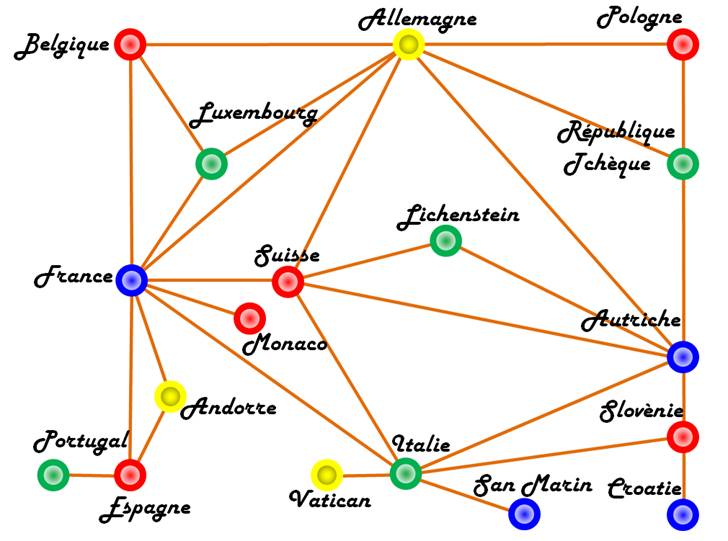 Allemagne
Pologne
Belgique
Luxembourg
République
Tchèque
Lichenstein
Suisse
France
Autriche
Monaco
Andorre
Slovènie
Portugal
Italie
San Marin
Croatie
Vatican
Espagne